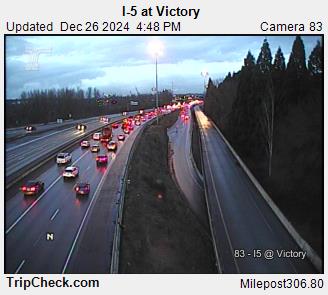 I-5 at Victory
Updated Dec 26 2024 4:48 PM Camera 83
N
83 - I5 @ Victory
TripCheck.com Milepost306.80